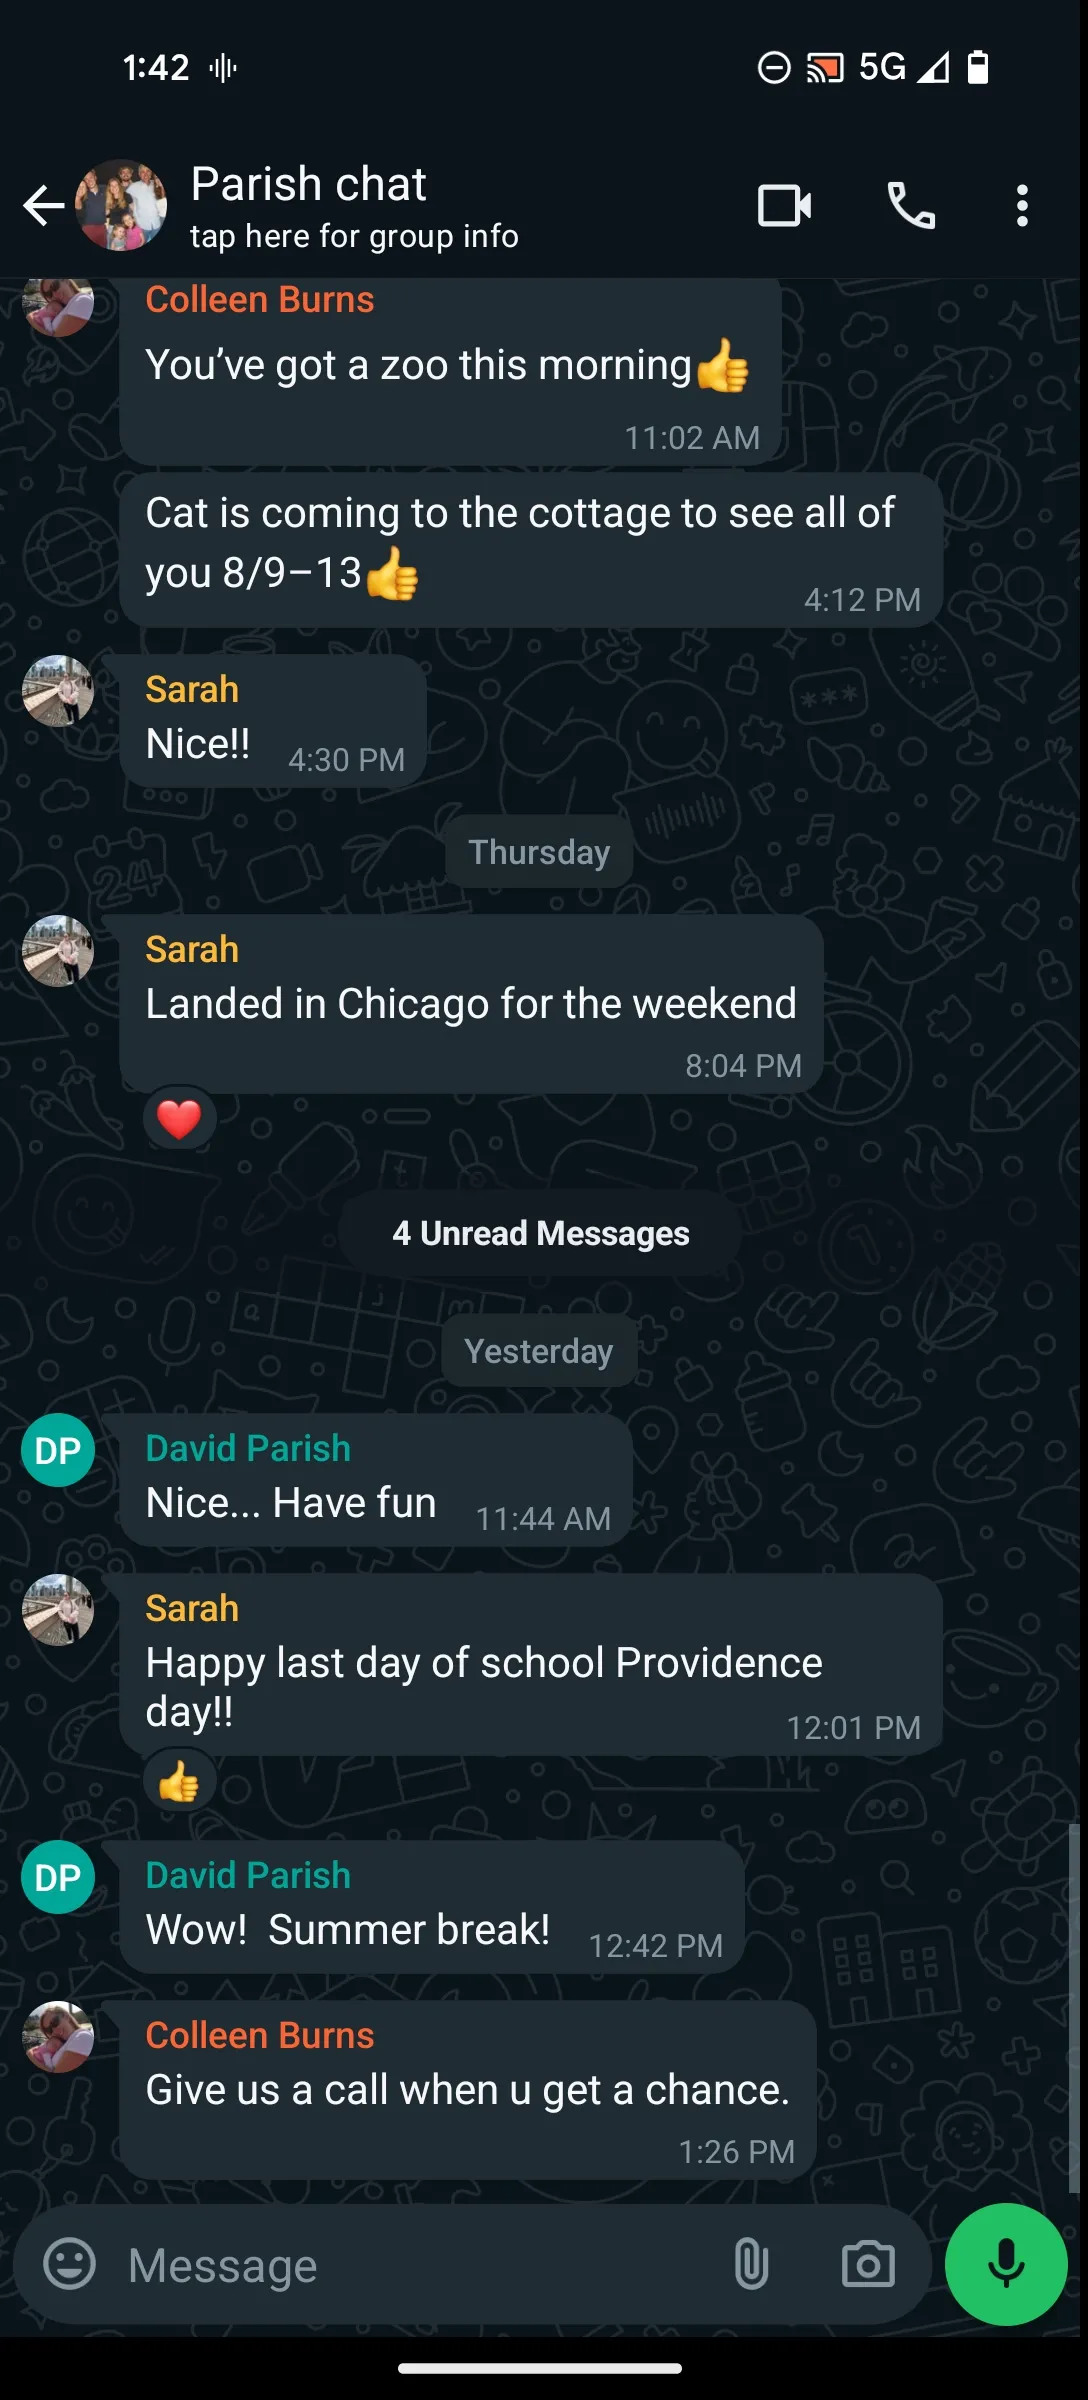 1:42
5G
Parish chat
tap here for group info
Colleen Burns
You’ve got a zoo this morning👍
11:02 AM
Cat is coming to the cottage to see all of
you 8/9–13👍
4:12 PM
Sarah
Nice!!
4:30 PM
Thursday
Sarah
Landed in Chicago for the weekend
8:04 PM
❤️
4 Unread Messages
Yesterday
DP
David Parish
Nice... Have fun
11:44 AM
Sarah
Happy last day of school Providence
day!!
12:01 PM
👍
DP
David Parish
Wow!  Summer break!
12:42 PM
Colleen Burns
Give us a call when u get a chance.
1:26 PM
Message